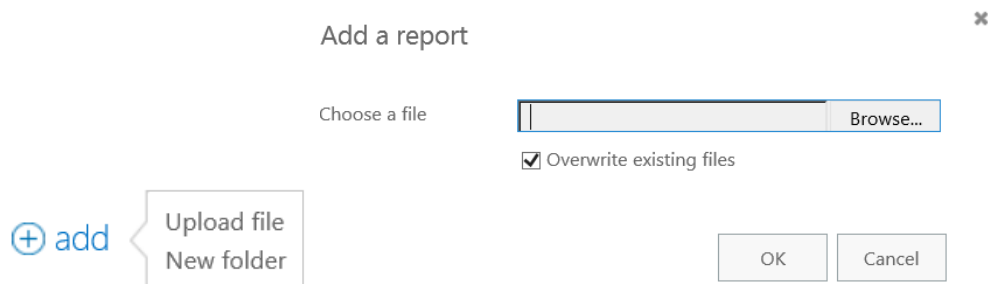 Add a report
Choose a file
Browse...
Overwrite existing files
add
Upload file
New folder
OK
Cancel